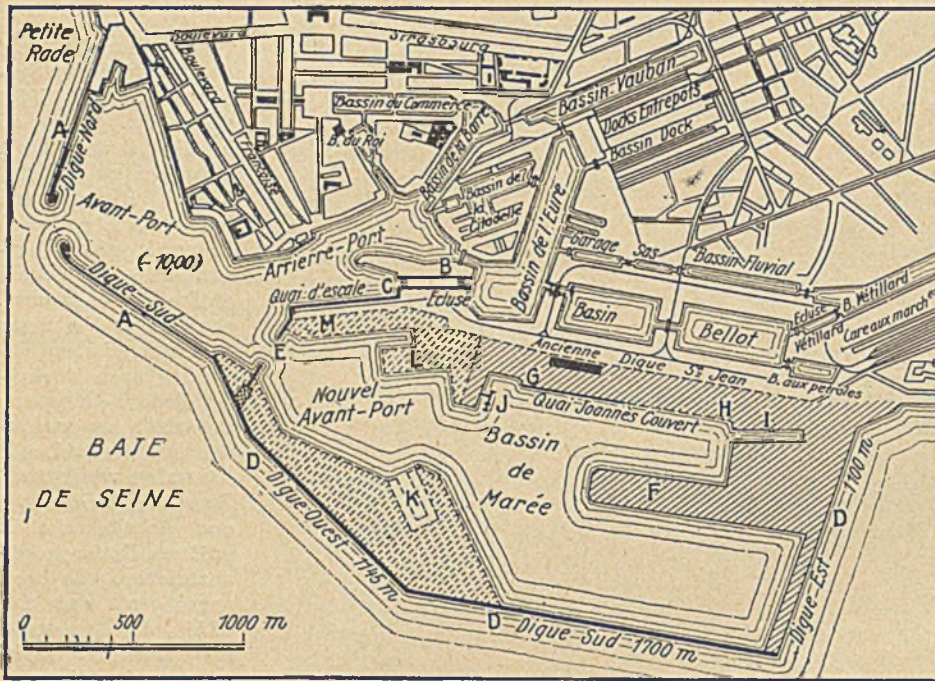 Petite
Rade
Boulevard
Strasbourg
Boulevard
François 1er
Bassin du Commerce
B. du Roi
Bassin de la Barre
Bassin Vauban
Docks Entrepots
Bassin Dock
A
Digue Nord
Avant-Port
(-10,00)
Arrière-Port
Bassin de
la
Citadelle
Bassin de l'Eure
Garage
Sas
Bassin Fluvial
B
C
Quai d'escale
Ecluse
Digue Sud
A
M
E
L
Basin
Bellot
Ecluse
Vétillard
B. Vétillard
Gare aux marchés
B. aux pétroles
Ancienne Digue St Jean
G
Quai Joannès Couvert
H
I
J
Nouvel
Avant-Port
Bassin
de
Marée
F
K
BAIE
DE SEINE
D
Digue Ouest 1145 m
D
Digue Sud 1700 m
D
Digue Est 1100 m
0 500 1000 m